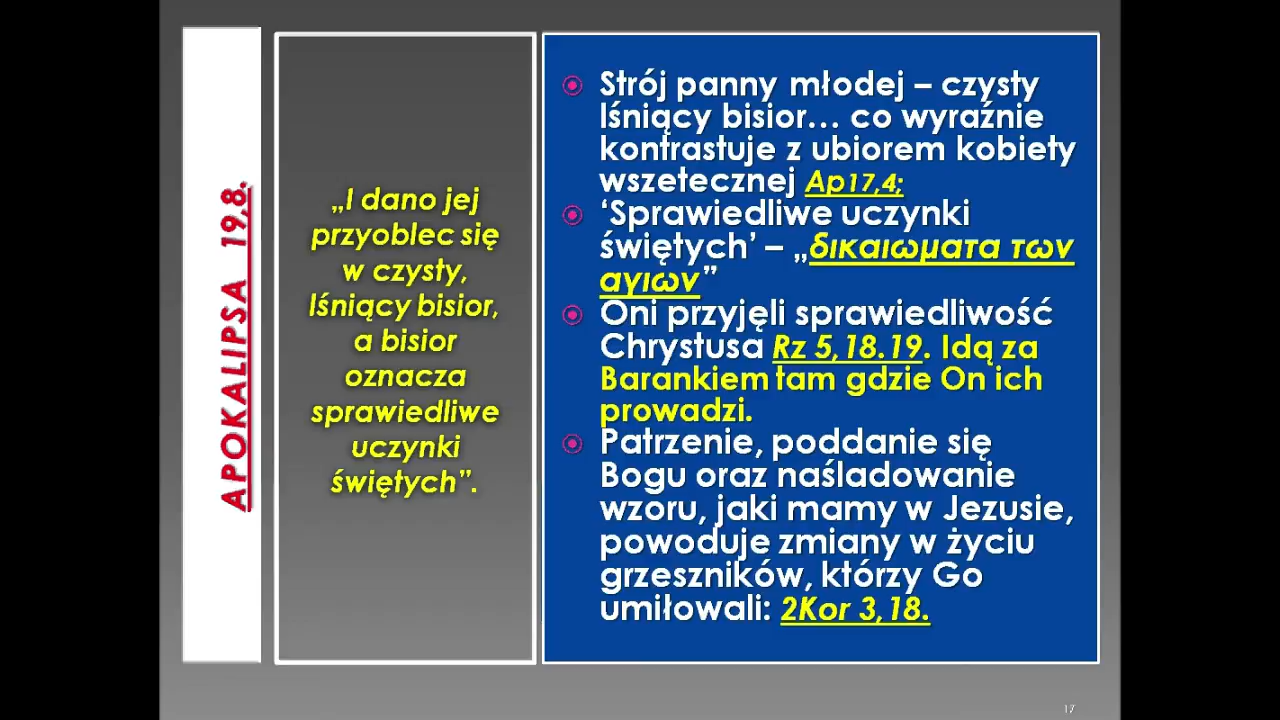 APOKALIPSA 19,8.
„I dano jej
przyoblec się
w czysty,
lśniący bisior,
a bisior
oznacza
sprawiedliwe
uczynki
świętych”.
Strój panny młodej – czysty
lśniący bisior… co wyraźnie
kontrastuje z ubiorem kobiety
wszetecznej Ap17,4;
‘Sprawiedliwe uczynki
świętych’ – „δικαιωματα των
αγιων”
Oni przyjęli sprawiedliwość
Chrystusa Rz 5,18.19. Idą za
Barankiem tam gdzie On ich
prowadzi.
Patrzenie, poddanie się
Bogu oraz naśladowanie
wzoru, jaki mamy w Jezusie,
powoduje zmiany w życiu
grzeszników, którzy Go
umiłowali: 2Kor 3,18.
17